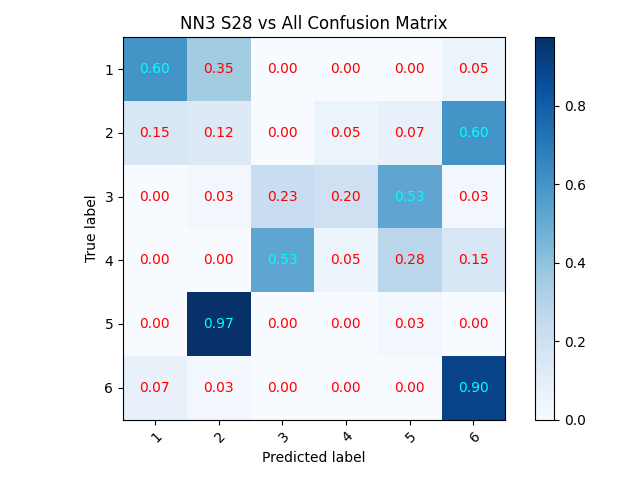 NN3 S28 vs All Confusion Matrix
1 0.60 0.35 0.00 0.00 0.00 0.05
2 0.15 0.12 0.00 0.05 0.07 0.60
3 0.00 0.03 0.23 0.20 0.53 0.03
4 0.00 0.00 0.53 0.05 0.28 0.15
5 0.00 0.97 0.00 0.00 0.03 0.00
6 0.07 0.03 0.00 0.00 0.00 0.90
1 2 3 4 5 6
Predicted label
True label
0.8
0.6
0.4
0.2
0.0